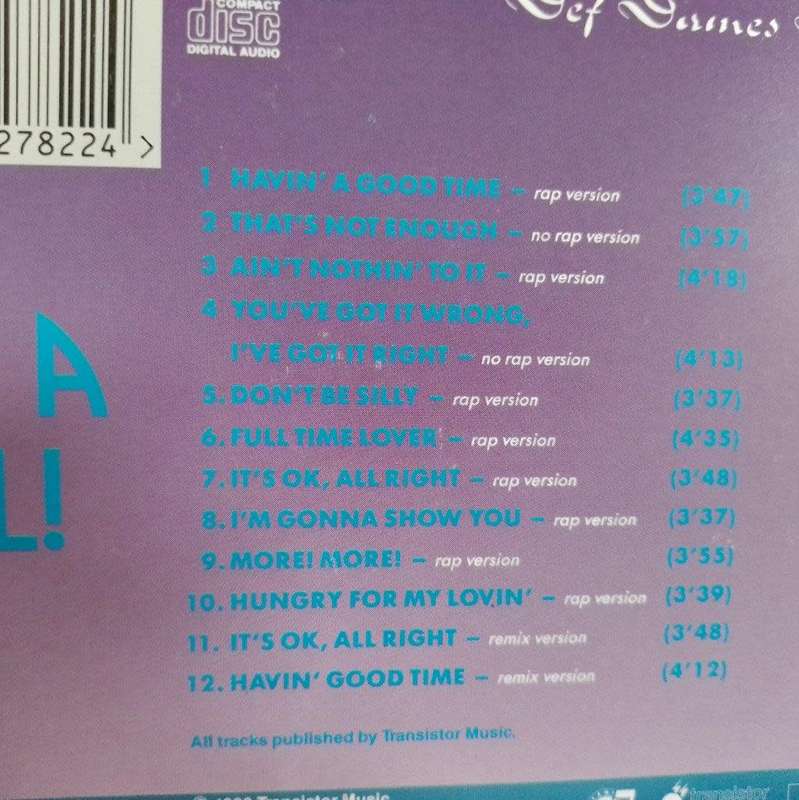 COMPACT
disc
DIGITAL AUDIO
Def Dames
278224 >
1 HAVIN' A GOOD TIME – rap version (3'47)
2 THAT'S NOT ENOUGH – no rap version (3'57)
3 AIN'T NOTHIN' TO IT – rap version (4'18)
4 YOU'VE GOT IT WRONG,
I'VE GOT IT RIGHT – no rap version (4'13)
5. DON'T BE SILLY – rap version (3'37)
6. FULL TIME LOVER – rap version (4'35)
7. IT'S OK, ALL RIGHT – rap version (3'48)
8. I'M GONNA SHOW YOU – rap version (3'37)
9. MORE! MORE! – rap version (3'55)
10. HUNGRY FOR MY LOVIN' – rap version (3'39)
11. IT'S OK, ALL RIGHT – remix version (3'48)
12. HAVIN' GOOD TIME – remix version (4'12)
A
L!
All tracks published by Transistor Music.
Transistor Music
transistor